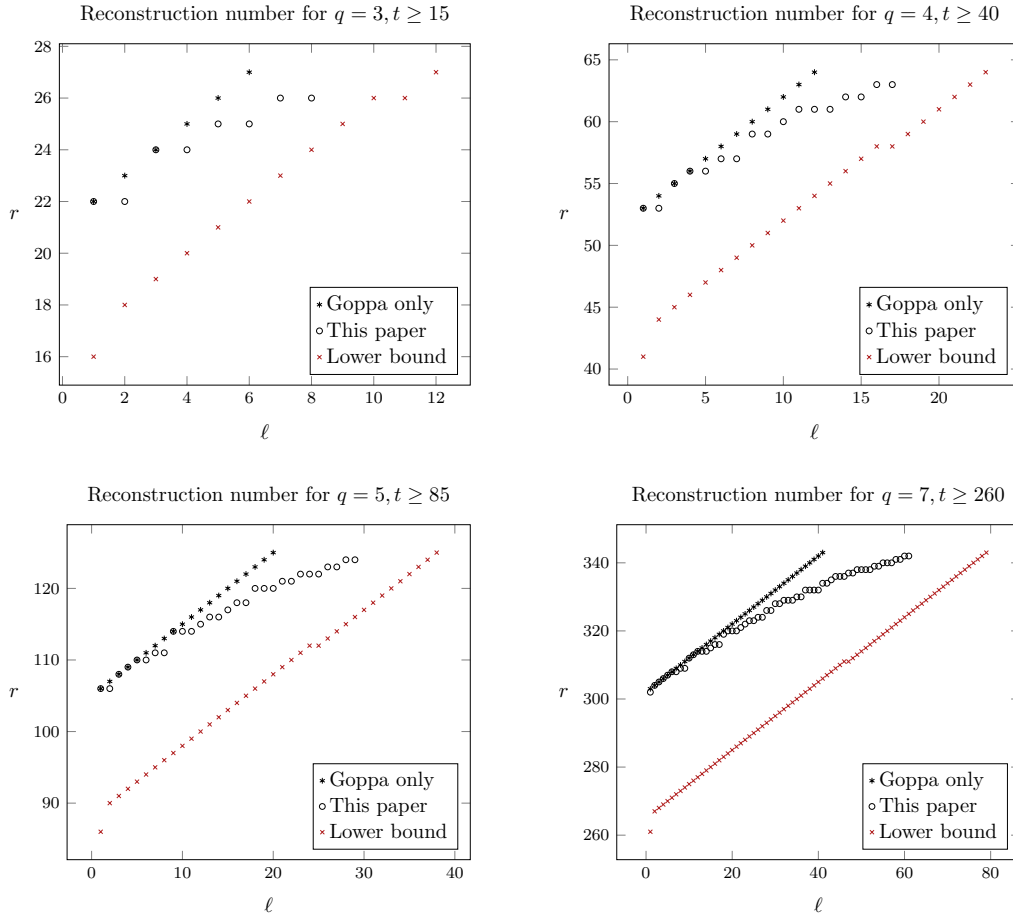 Reconstruction number for q = 3, t ≥ 15
28
26
24
22
20
18
16
r
0 2 4 6 8 10 12
ℓ
Goppa only
This paper
Lower bound
Reconstruction number for q = 4, t ≥ 40
65
60
55
50
45
40
r
0 5 10 15 20
ℓ
Goppa only
This paper
Lower bound
Reconstruction number for q = 5, t ≥ 85
120
110
100
90
r
0 10 20 30 40
ℓ
Goppa only
This paper
Lower bound
Reconstruction number for q = 7, t ≥ 260
340
320
300
280
260
r
0 20 40 60 80
ℓ
Goppa only
This paper
Lower bound